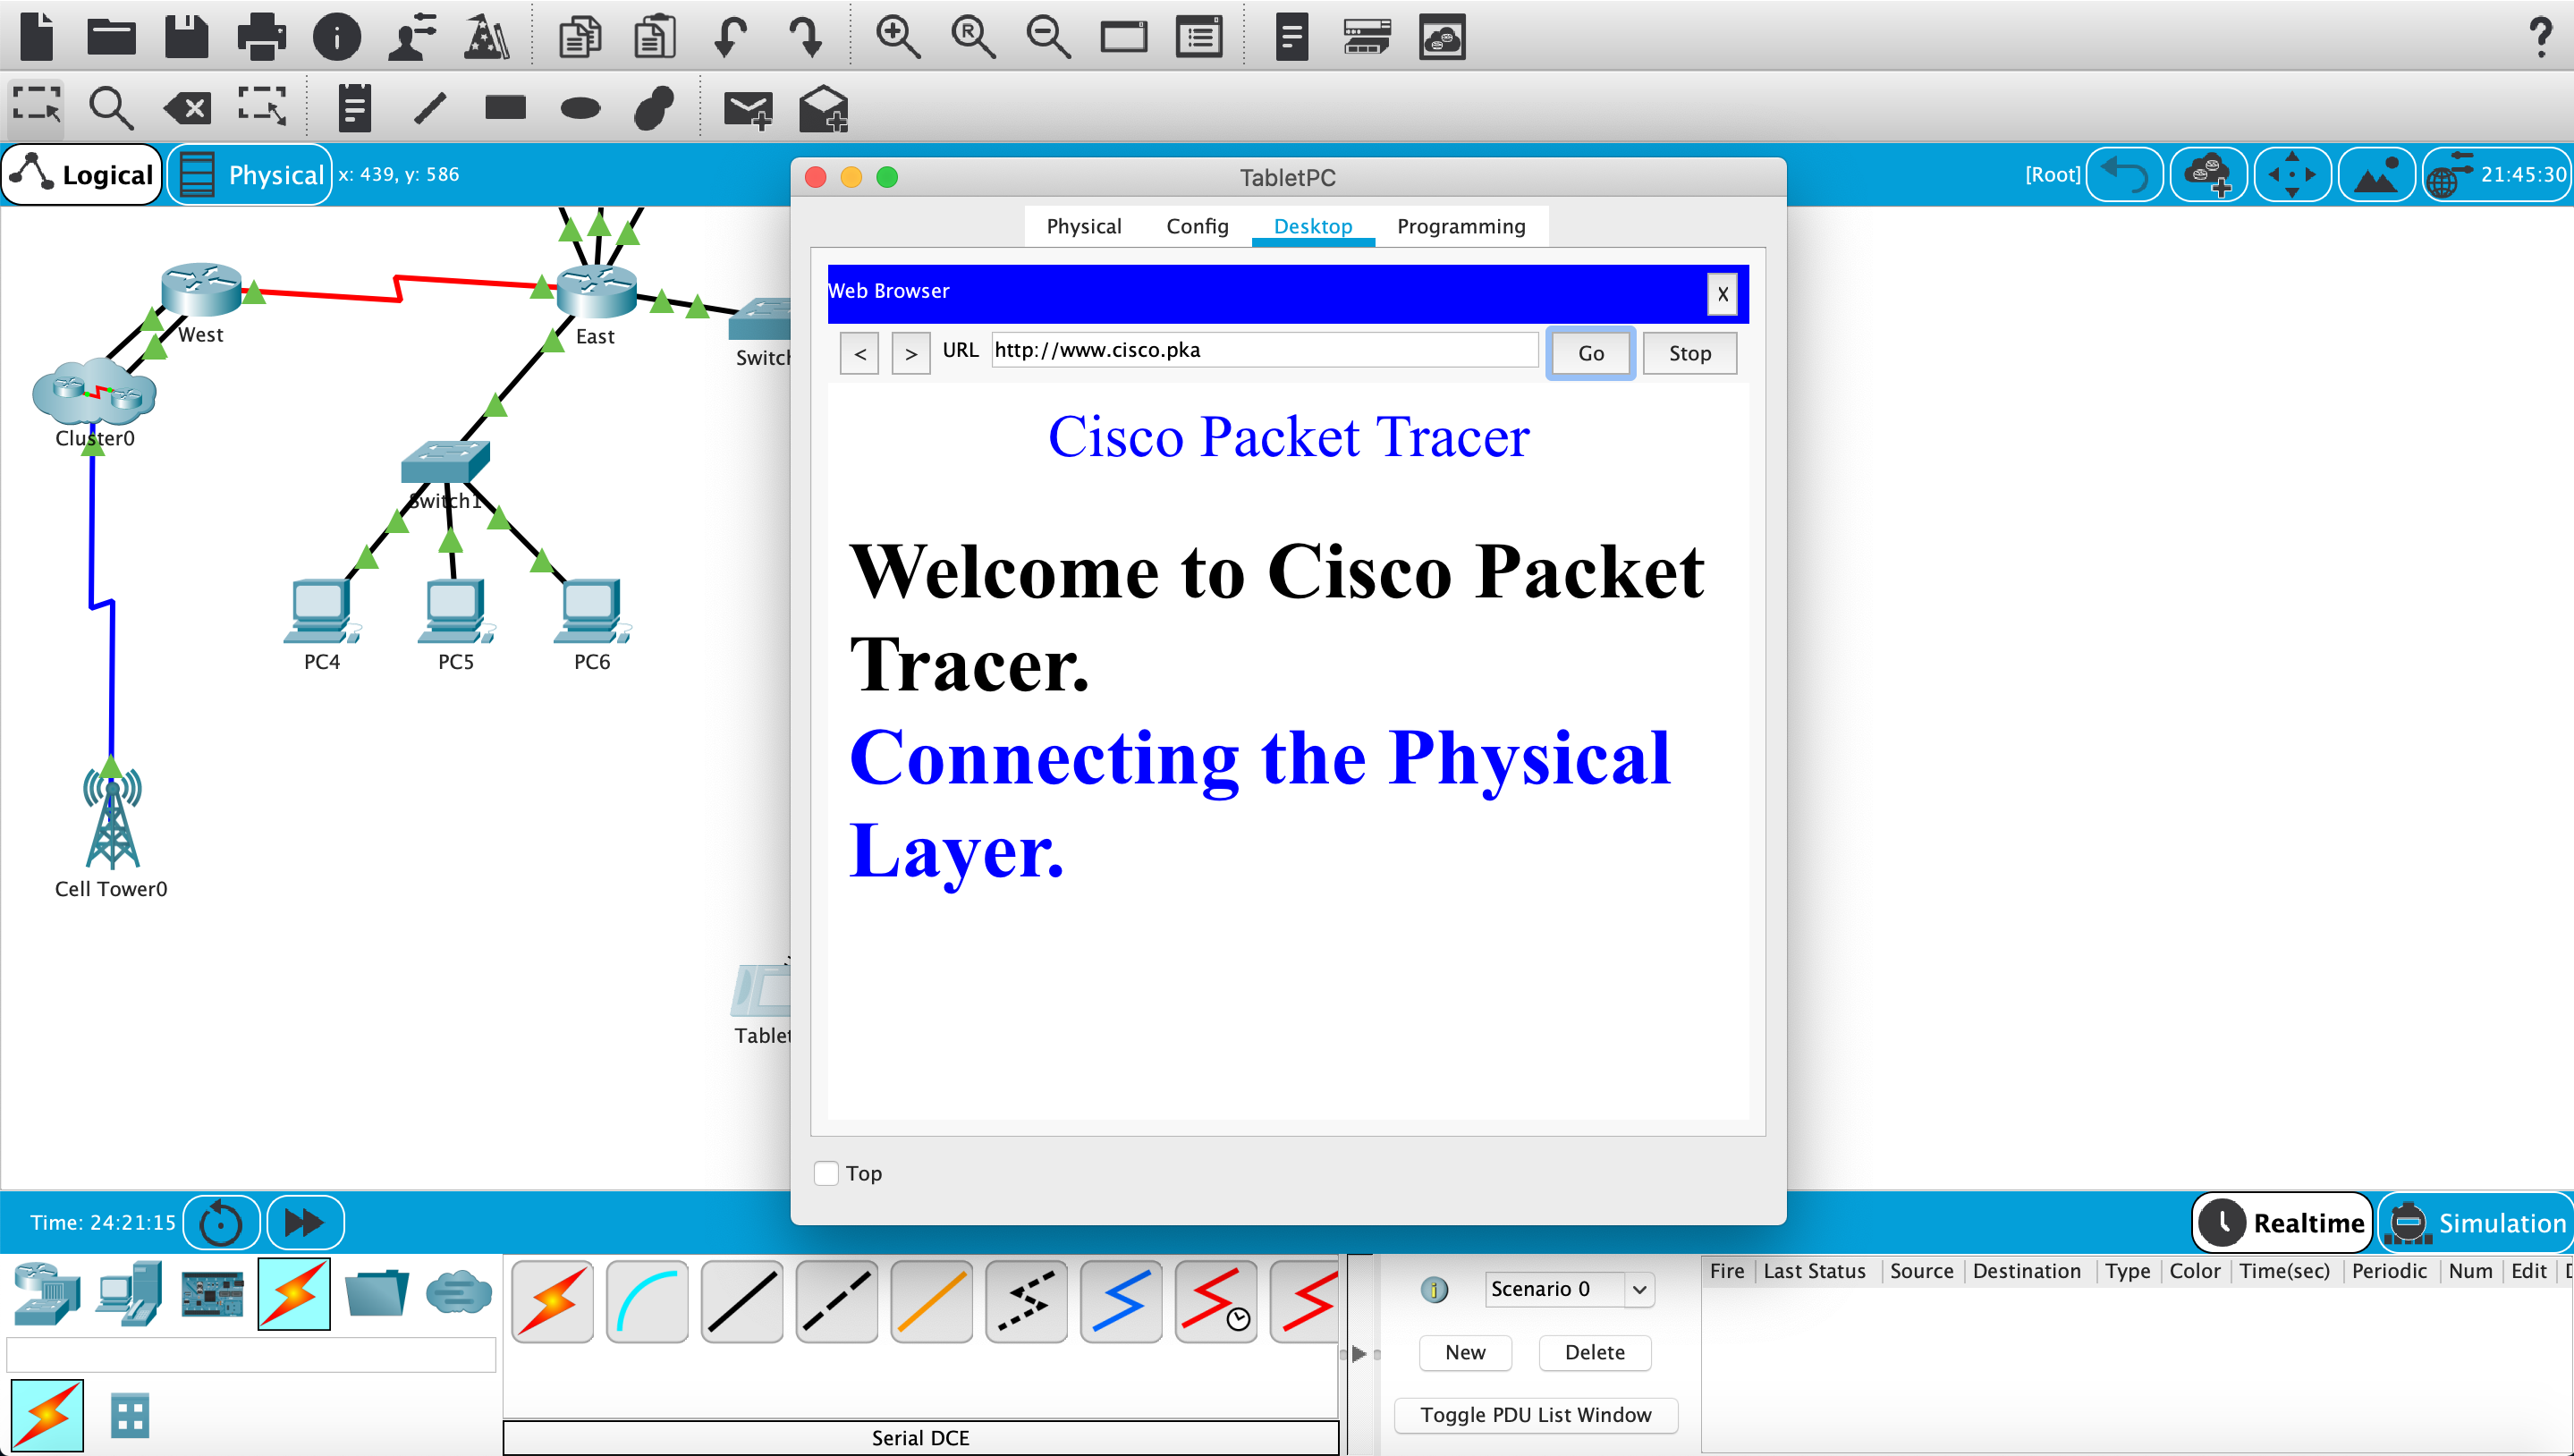 Logical
Physical
x: 439, y: 586
[Root]
21:45:30
TabletPC
Physical Config Desktop Programming
Web Browser
X
< > URL http://www.cisco.pka Go Stop
Cisco Packet Tracer
Welcome to Cisco Packet
Tracer.
Connecting the Physical
Layer.
Top
West
East
Switch
Cluster0
Switch1
PC4 PC5 PC6
Cell Tower0
Tablet
Time: 24:21:15
Realtime
Simulation
Scenario 0
New
Delete
Toggle PDU List Window
Fire Last Status Source Destination Type Color Time(sec) Periodic Num Edit
Serial DCE